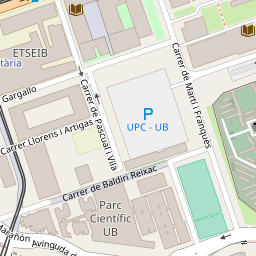 ETSEIB
tària
Gargallo
Carrer de Martí i Franquès
Carrer de Pascual i Vila
P
UPC - UB
Carrer Llorens i Artigas
Carrer de Baldiri Reixac
Parc
Científic
UB
Marañón Avinguda d